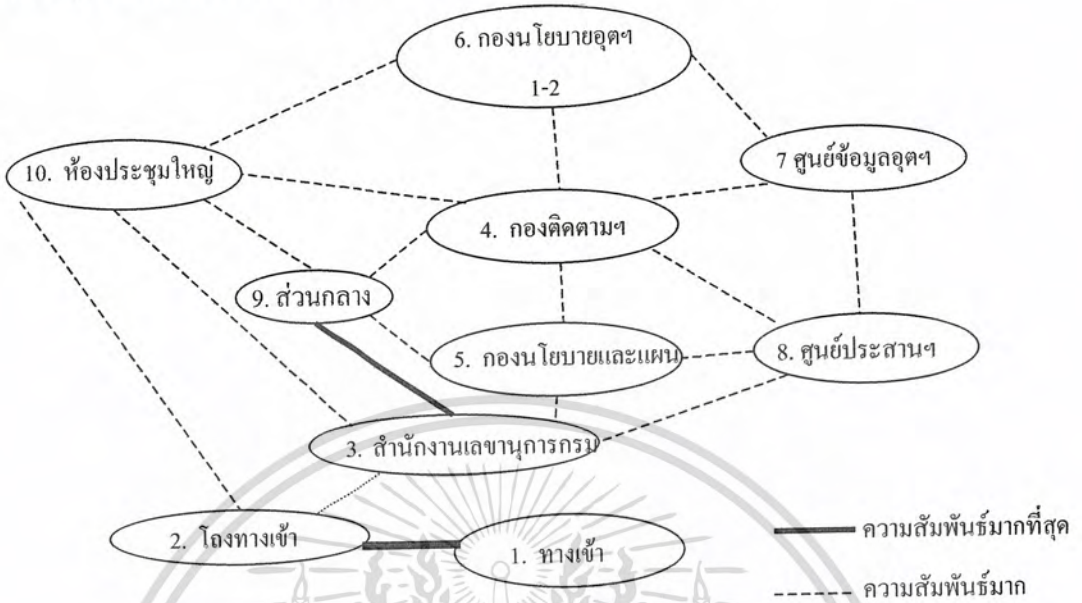 6. กองนโยบายอุตฯ
1-2
10. ห้องประชุมใหญ่
7 ศูนย์ข้อมูลอุตฯ
4. กองติดตามฯ
9. ส่วนกลาง
5. กองนโยบายและแผน
8. ศูนย์ประสานฯ
3. สำนักงานเลขานุการกรม
2. โถงทางเข้า
1. ทางเข้า
ความสัมพันธ์มากที่สุด
ความสัมพันธ์มาก